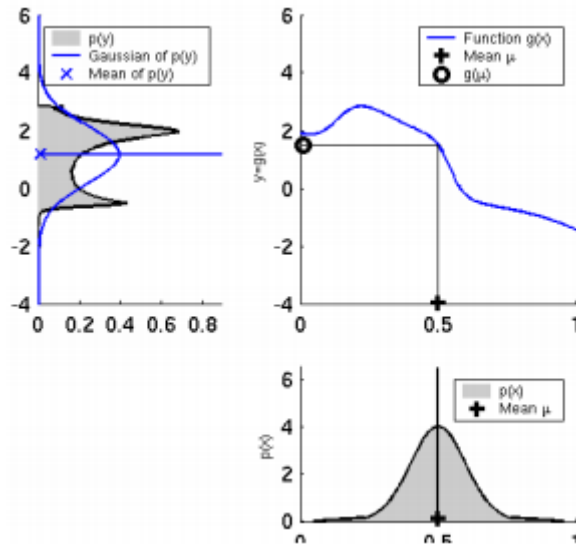 6
4
2
0
-2
-4
0 0.2 0.4 0.6 0.8
p(y)
Gaussian of p(y)
Mean of p(y)
6
4
2
0
-2
-4
0 0.5 1
y=g(x)
Function g(x)
Mean μ
g(μ)
6
4
2
0
0 0.5 1
p(x)
p(x)
Mean μ